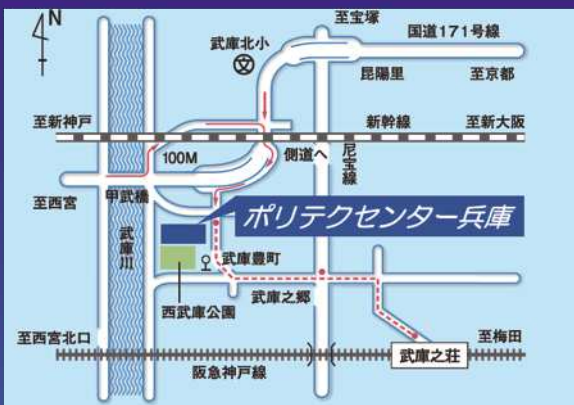 N
至宝塚
国道171号線
武庫北小
文
昆陽里
至京都
至新神戸
新幹線
至新大阪
100M
側道へ
尼宝線
甲武橋
至西宮
ポリテクセンター兵庫
武庫川
武庫豊町
西武庫公園
武庫之郷
至西宮北口
至梅田
武庫之荘
阪急神戸線